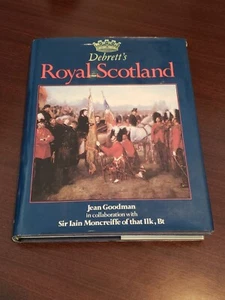 Debrett's
Royal Scotland
Jean Goodman
in collaboration with
Sir Iain Moncreiffe of that Ilk, Bt